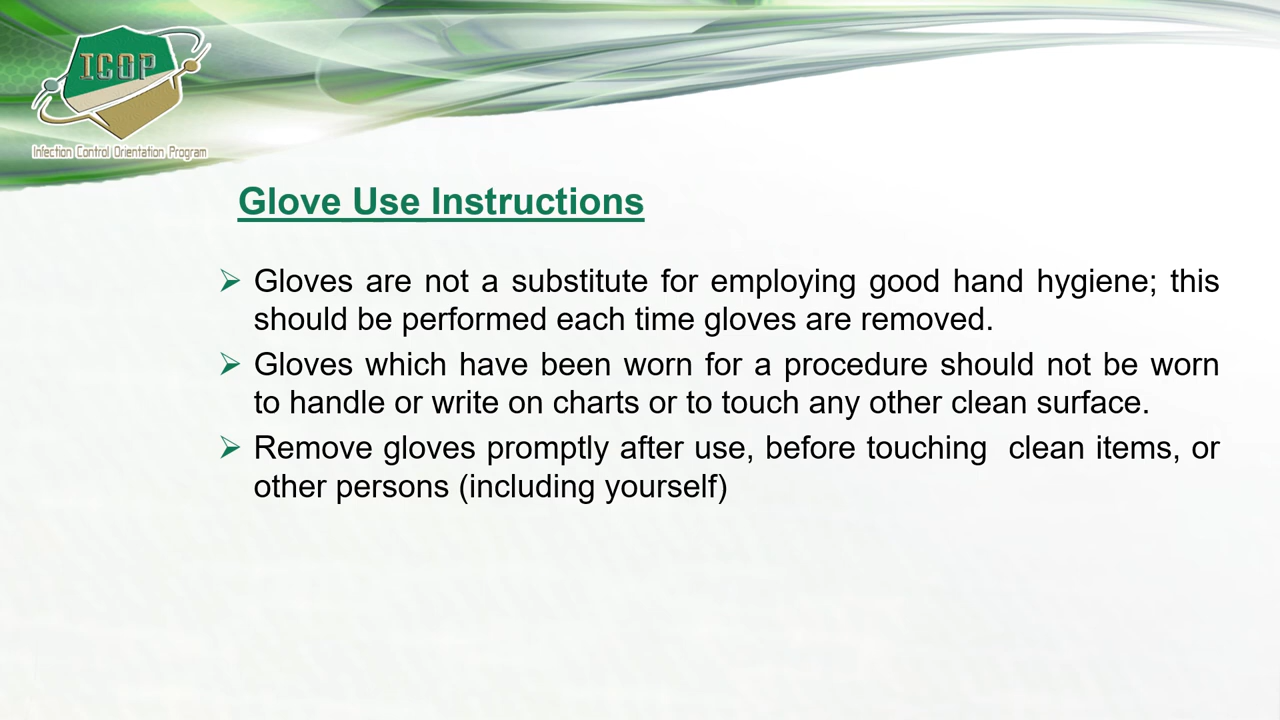 ICOP
Infection Control Orientation Program
Glove Use Instructions
Gloves are not a substitute for employing good hand hygiene; this
should be performed each time gloves are removed.
Gloves which have been worn for a procedure should not be worn
to handle or write on charts or to touch any other clean surface.
Remove gloves promptly after use, before touching  clean items, or
other persons (including yourself)